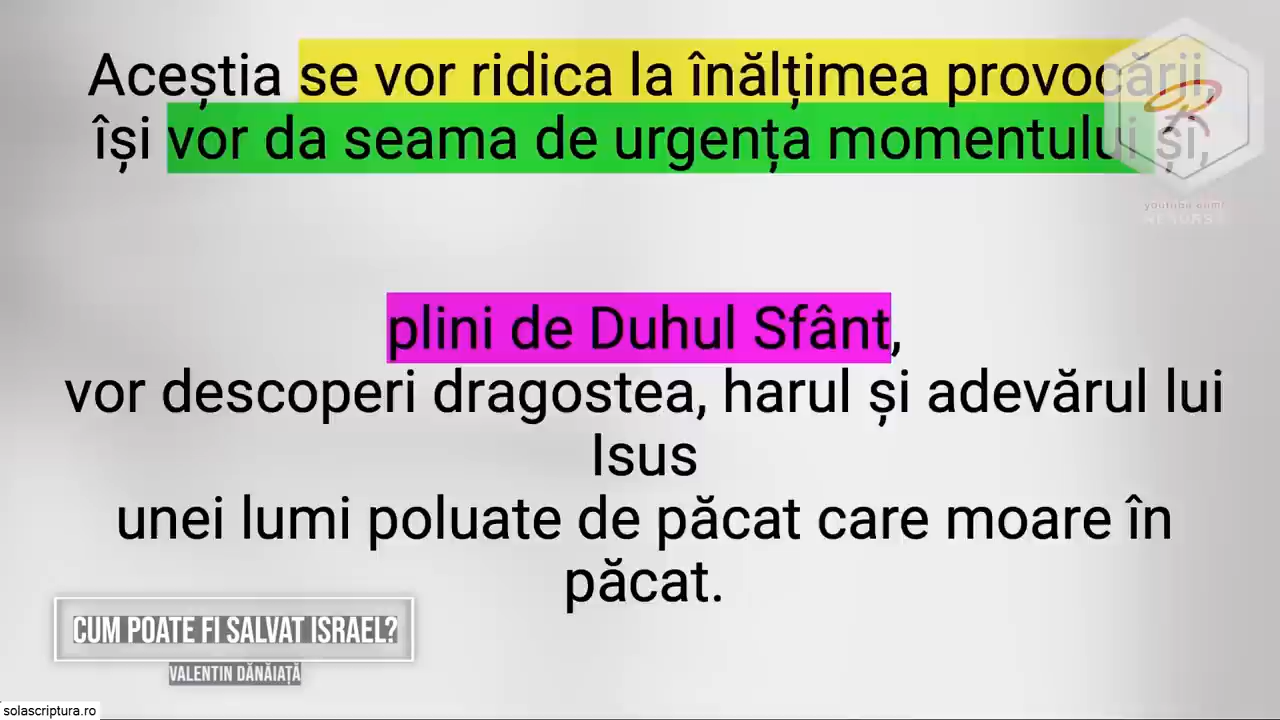 Aceștia se vor ridica la înălțimea provocării,
își vor da seama de urgența momentului și,
plini de Duhul Sfânt,
vor descoperi dragostea, harul și adevărul lui
Isus
unei lumi poluate de păcat care moare în
păcat.
CUM POATE FI SALVAT ISRAEL?
VALENTIN DĂNĂIAȚĂ
solascriptura.ro